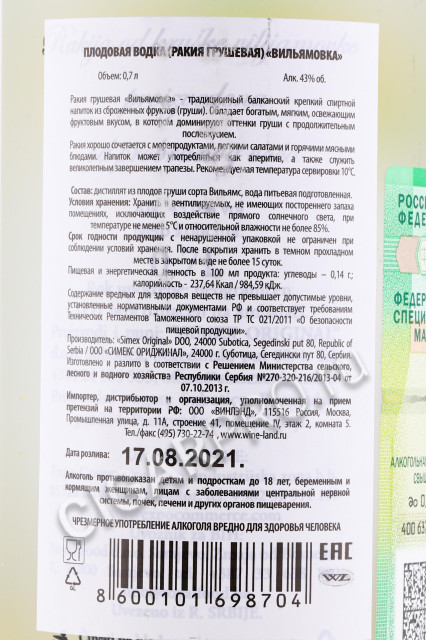 ПЛОДОВАЯ ВОДКА (РАКИЯ ГРУШЕВАЯ) «ВИЛЬЯМОВКА»
Объем: 0,7 л Алк. 43% об.
Ракия грушевая «Вильямовка» - традиционный балканский крепкий спиртной
напиток из сброженных фруктов (груши). Обладает богатым, мягким, освежающим
фруктовым вкусом, в котором доминируют оттенки груши с продолжительным
послевкусием.
Ракия хорошо сочетается с морепродуктами, легкими салатами и горячими мясными
блюдами. Напиток может употребляться как аперитив, а также служить
великолепным завершением трапезы. Рекомендуемая температура сервировки 10°С.
Состав: дистиллят из плодов груши сорта Вильямс, вода питьевая подготовленная.
Условия хранения: Хранить в вентилируемых, не имеющих постороннего запаха
помещениях, исключающих воздействие прямого солнечного света, при
температуре не менее 5°С и относительной влажности не более 85%.
Срок годности продукции с ненарушенной упаковкой не ограничен при
соблюдении условий хранения. После вскрытия хранить в темном прохладном
месте в закрытом виде не более 15 суток.
Пищевая и энергетическая ценность в 100 мл продукта: углеводы – 0,14 г.;
калорийность - 237,64 Ккал / 984,59 кДж.
Содержание вредных для здоровья веществ не превышает допустимые уровни,
установленные нормативными документами РФ и соответствует требованиям
Технических Регламентов Таможенного союза ТР ТС 021/2011 «О безопасности
пищевой продукции».
Производитель: «Simex Original» DOO, 24000 Subotica, Segedinski put 80, Republic of
Serbia / ООО «СИМЕКС ОРИДЖИНАЛ», 24000 г. Суботица, Сегедински пут 80, Сербия.
Изготовлено и разлито в соответствии с Решением Министерства сельского,
лесного и водного хозяйства Республики Сербия №270-320-216/2013-04 от
07.10.2013 г.
Импортер, дистрибьютор и организация, уполномоченная на прием
претензий на территории РФ: ООО «ВИНЛЭНД», 115516 Россия, Москва,
Промышленная улица, д. 11А, строение 41, помещение IV, этаж 2, комната 5.
Тел./факс (495) 730-22-74 , www.wine-land.ru
Дата розлива: 17.08.2021.
Алкоголь противопоказан детям и подросткам до 18 лет, беременным и
кормящим женщинам, лицам с заболеваниями центральной нервной
системы, почек, печени и других органов пищеварения.
ЧРЕЗМЕРНОЕ УПОТРЕБЛЕНИЕ АЛКОГОЛЯ ВРЕДНО ДЛЯ ЗДОРОВЬЯ ЧЕЛОВЕКА
EAC
WL
8 600101 698704
РОССИ
ФЕДЕ
ФЕДЕР
СПЕЦИ
МА